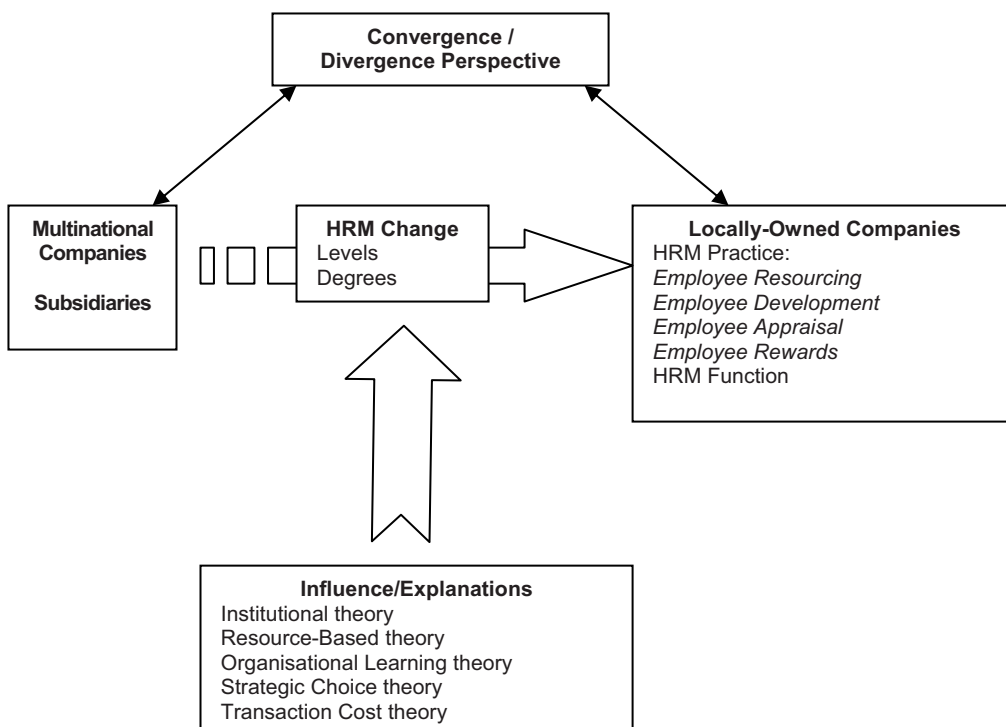 Convergence /
Divergence Perspective
Multinational
Companies
Subsidiaries
HRM Change
Levels
Degrees
Locally-Owned Companies
HRM Practice:
Employee Resourcing
Employee Development
Employee Appraisal
Employee Rewards
HRM Function
Influence/Explanations
Institutional theory
Resource-Based theory
Organisational Learning theory
Strategic Choice theory
Transaction Cost theory